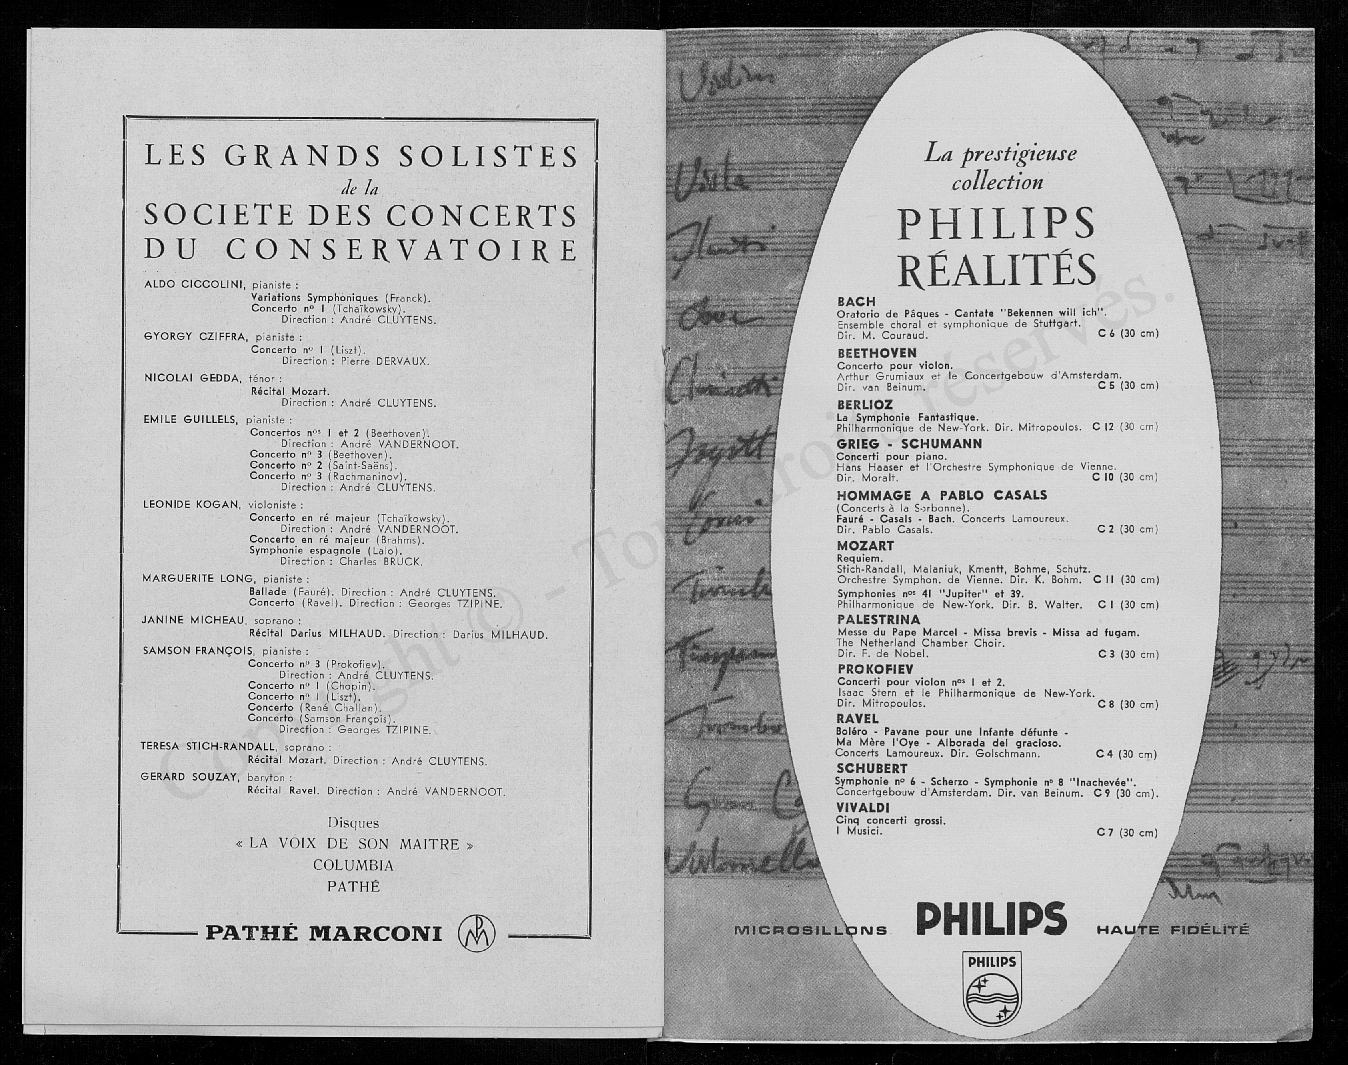 LES GRANDS SOLISTES
de la
SOCIETE DES CONCERTS
DU CONSERVATOIRE
ALDO CICCOLINI, pianiste :
Variations Symphoniques (Franck).
Concerto nº 1 (Tchaïkowsky).
Direction : André CLUYTENS.
GYORGY CZIFFRA, pianiste :
Concerto nº 1 (Liszt).
Direction : Pierre DERVAUX.
NICOLAI GEDDA, ténor :
Récital Mozart.
Direction : André CLUYTENS.
EMILE GUILLELS, pianiste :
Concertos nos 1 et 2 (Beethoven).
Direction : André VANDERNOOT.
Concerto nº 3 (Beethoven).
Concerto nº 2 (Saint-Saëns).
Concerto nº 3 (Rachmaninov).
Direction : André CLUYTENS.
LEONIDE KOGAN, violoniste :
Concerto en ré majeur (Tchaïkowsky).
Direction : André VANDERNOOT.
Concerto en ré majeur (Brahms).
Symphonie espagnole (Lalo).
Direction : Charles BRUCK.
MARGUERITE LONG, pianiste :
Ballade (Fauré). Direction : André CLUYTENS.
Concerto (Ravel). Direction : Georges TZIPINE.
JANINE MICHEAU, soprano :
Récital Darius MILHAUD. Direction : Darius MILHAUD.
SAMSON FRANÇOIS, pianiste :
Concerto nº 3 (Prokofiev).
Direction : André CLUYTENS.
Concerto nº 1 (Chopin).
Concerto nº 1 (Liszt).
Concerto (René Challan).
Concerto (Samson François).
Direction : Georges TZIPINE.
TERESA STICH-RANDALL, soprano :
Récital Mozart. Direction : André CLUYTENS.
GERARD SOUZAY, baryton :
Récital Ravel. Direction : André VANDERNOOT.
Disques
« LA VOIX DE SON MAITRE »
COLUMBIA
PATHÉ
PATHÉ MARCONI
La prestigieuse
collection
PHILIPS
RÉALITÉS
BACH
Oratorio de Pâques - Cantate "Bekennen will ich".
Ensemble choral et symphonique de Stuttgart.
Dir. M. Couraud. C 6 (30 cm)
BEETHOVEN
Concerto pour violon.
Arthur Grumiaux et le Concertgebouw d'Amsterdam.
Dir. van Beinum. C 5 (30 cm)
BERLIOZ
La Symphonie Fantastique.
Philharmonique de New-York. Dir. Mitropoulos. C 12 (30 cm)
GRIEG - SCHUMANN
Concerti pour piano.
Hans Haaser et l'Orchestre Symphonique de Vienne.
Dir. Moralt. C 10 (30 cm)
HOMMAGE A PABLO CASALS
(Concerts à la Sorbonne).
Fauré - Casals - Bach. Concerts Lamoureux.
Dir. Pablo Casals. C 2 (30 cm)
MOZART
Requiem.
Stich-Randall, Malaniuk, Kmentt, Bohme, Schutz.
Orchestre Symphon. de Vienne. Dir. K. Bohm. C 11 (30 cm)
Symphonies nos 41 "Jupiter" et 39.
Philharmonique de New-York. Dir. B. Walter. C 1 (30 cm)
PALESTRINA
Messe du Pape Marcel - Missa brevis - Missa ad fugam.
The Netherland Chamber Choir.
Dir. F. de Nobel. C 3 (30 cm)
PROKOFIEV
Concerti pour violon nos 1 et 2.
Isaac Stern et le Philharmonique de New-York.
Dir. Mitropoulos. C 8 (30 cm)
RAVEL
Boléro - Pavane pour une Infante défunte -
Ma Mère l'Oye - Alborada del gracioso.
Concerts Lamoureux. Dir. Golschmann. C 4 (30 cm)
SCHUBERT
Symphonie nº 6 - Scherzo - Symphonie nº 8 "Inachevée".
Concertgebouw d'Amsterdam. Dir. van Beinum. C 9 (30 cm).
VIVALDI
Cinq concerti grossi.
I Musici. C 7 (30 cm)
MICROSILLONS PHILIPS HAUTE FIDÉLITÉ
PHILIPS